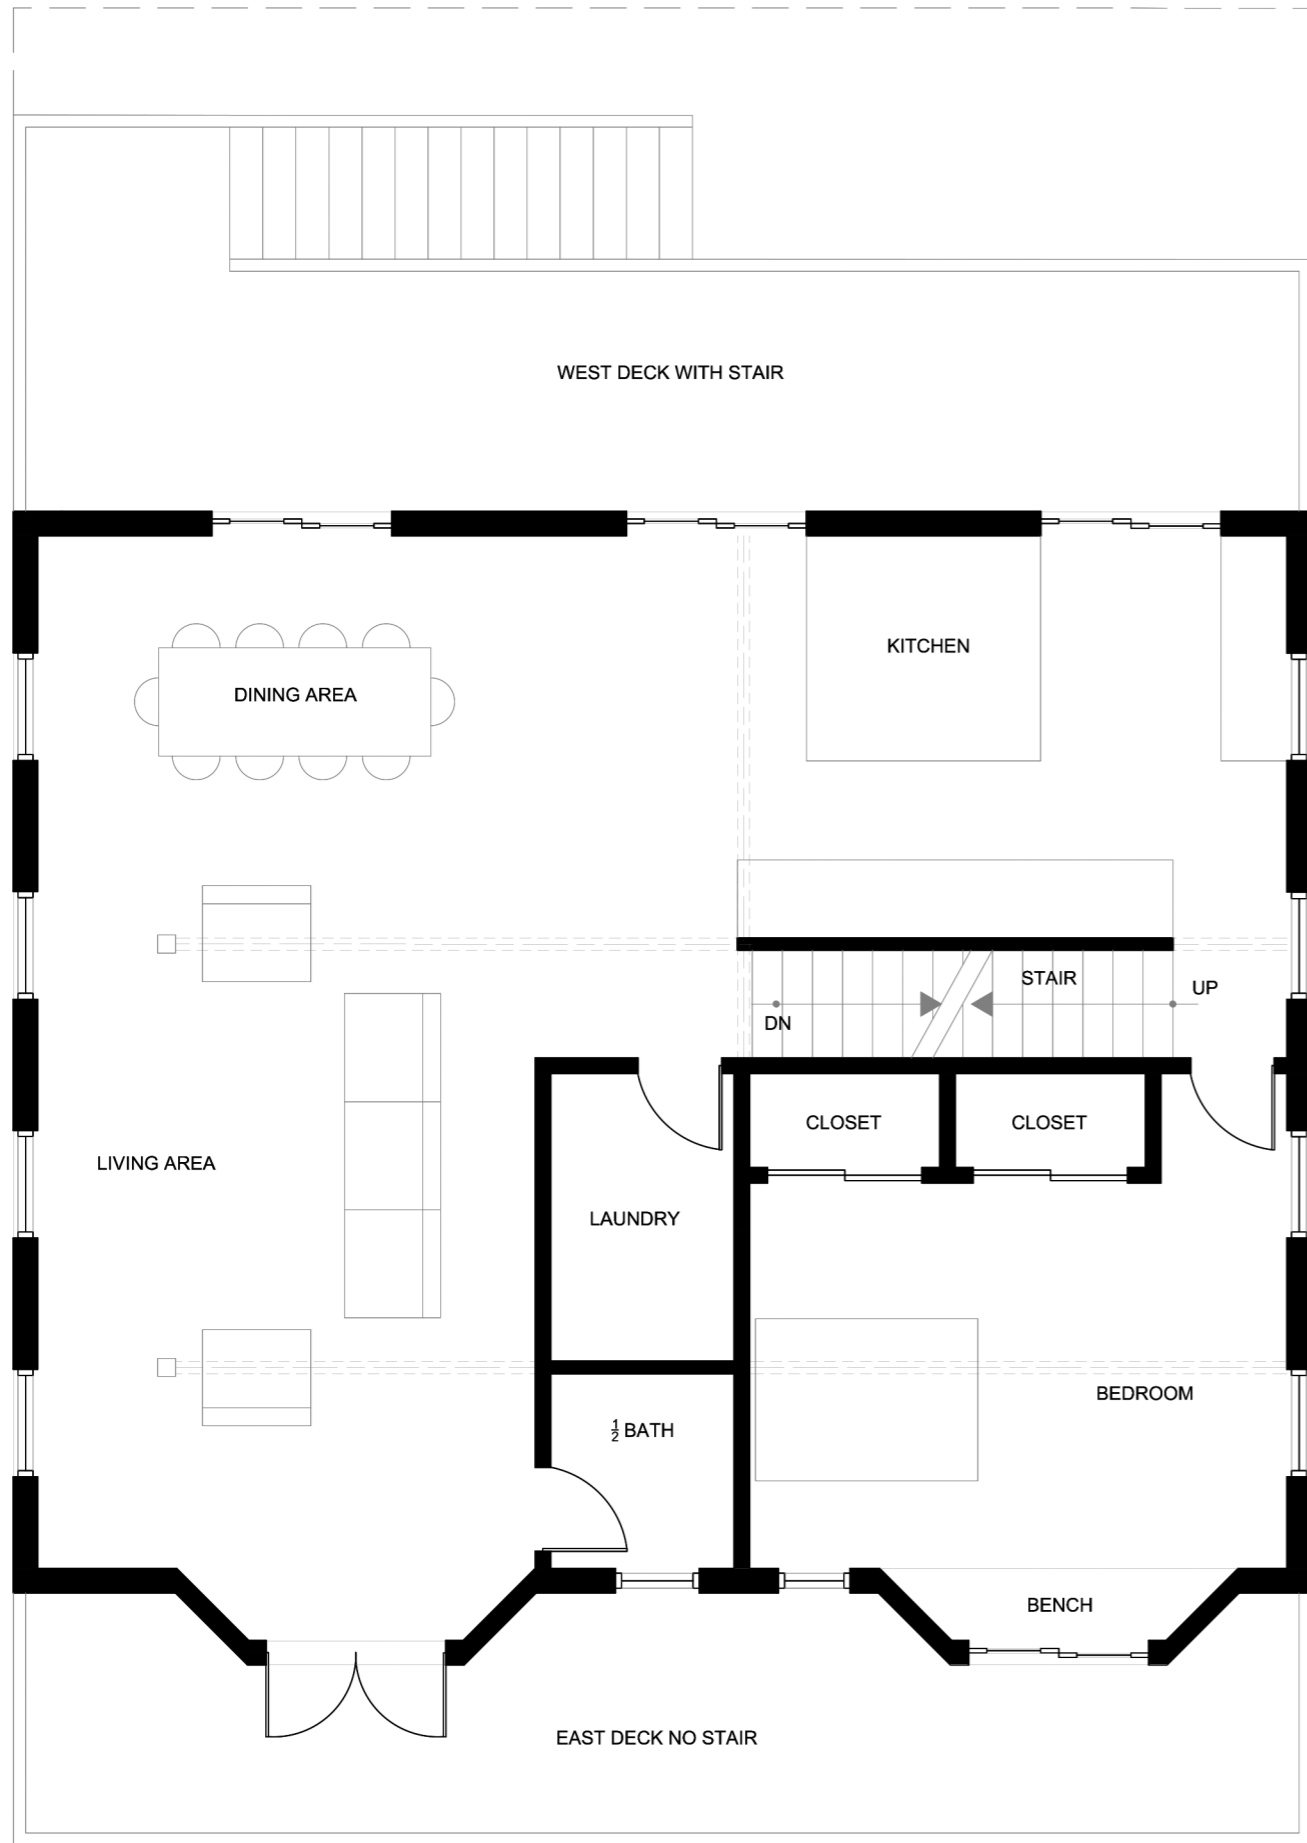 WEST DECK WITH STAIR
KITCHEN
DINING AREA
STAIR
UP
DN
CLOSET
CLOSET
LIVING AREA
LAUNDRY
BEDROOM
½ BATH
BENCH
EAST DECK NO STAIR